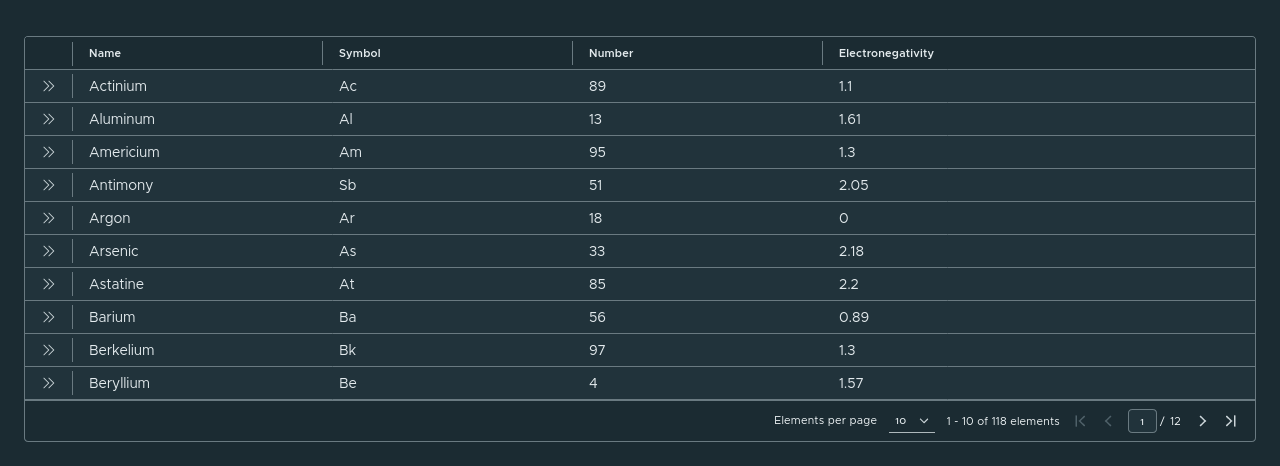 Name Symbol Number Electronegativity
Actinium Ac 89 1.1
Aluminum Al 13 1.61
Americium Am 95 1.3
Antimony Sb 51 2.05
Argon Ar 18 0
Arsenic As 33 2.18
Astatine At 85 2.2
Barium Ba 56 0.89
Berkelium Bk 97 1.3
Beryllium Be 4 1.57
Elements per page 10 1 - 10 of 118 elements 1 / 12